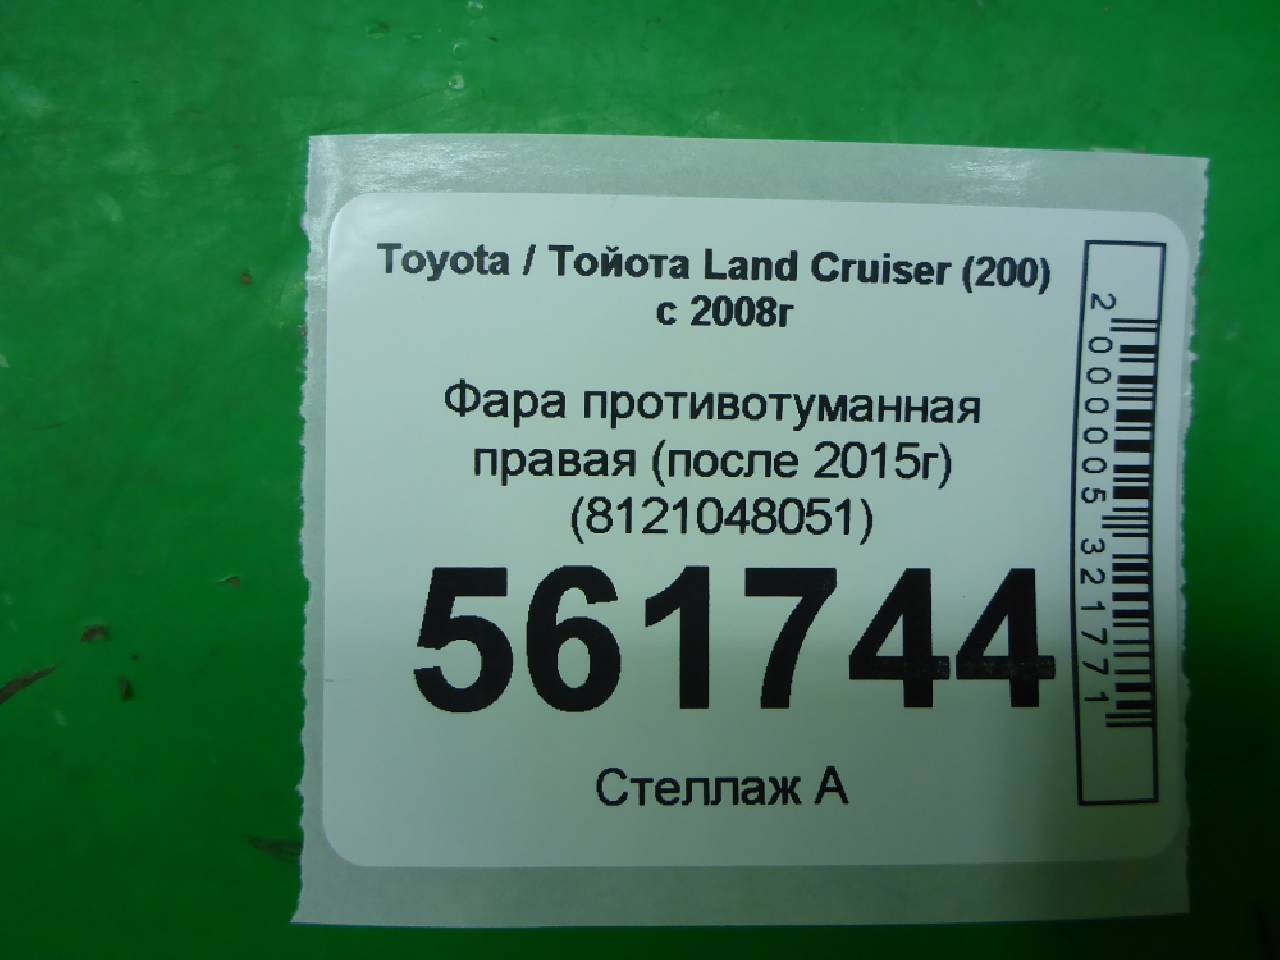 Toyota / Тойота Land Cruiser (200)
с 2008г
Фара противотуманная
правая (после 2015г)
(8121048051)
561744
Стеллаж А
2000005321771